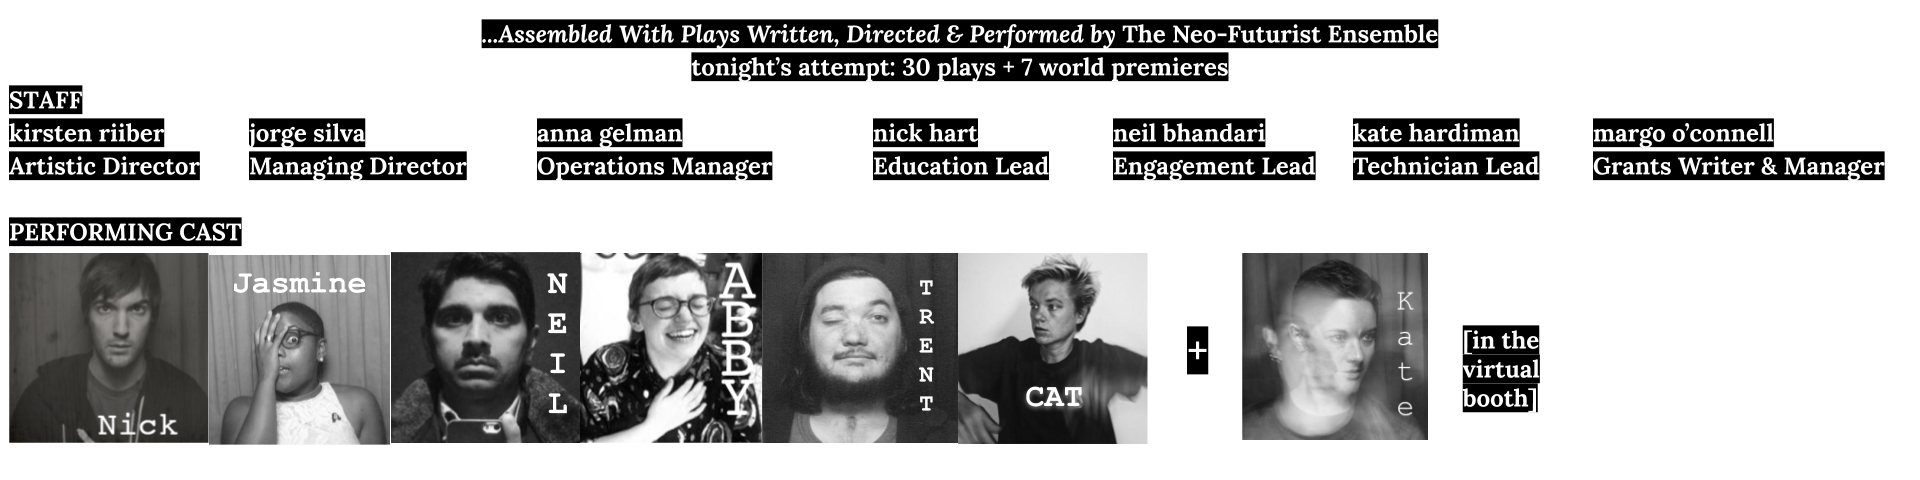 ...Assembled With Plays Written, Directed & Performed by The Neo-Futurist Ensemble
tonight's attempt: 30 plays + 7 world premieres
STAFF
kirsten riiber jorge silva anna gelman nick hart neil bhandari kate hardiman margo o'connell
Artistic Director Managing Director Operations Manager Education Lead Engagement Lead Technician Lead Grants Writer & Manager
PERFORMING CAST
Nick
Jasmine
NEIL
ABBY
TRENT
CAT
+
Kate
[in the
virtual
booth]